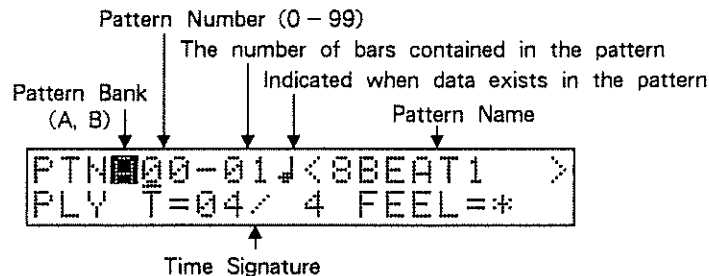 Pattern Number (0 – 99)
The number of bars contained in the pattern
Indicated when data exists in the pattern
Pattern Bank
(A, B)
Pattern Name
PTN■00-01♩<8BEAT1 >
PLY T=04/ 4 FEEL=*
Time Signature